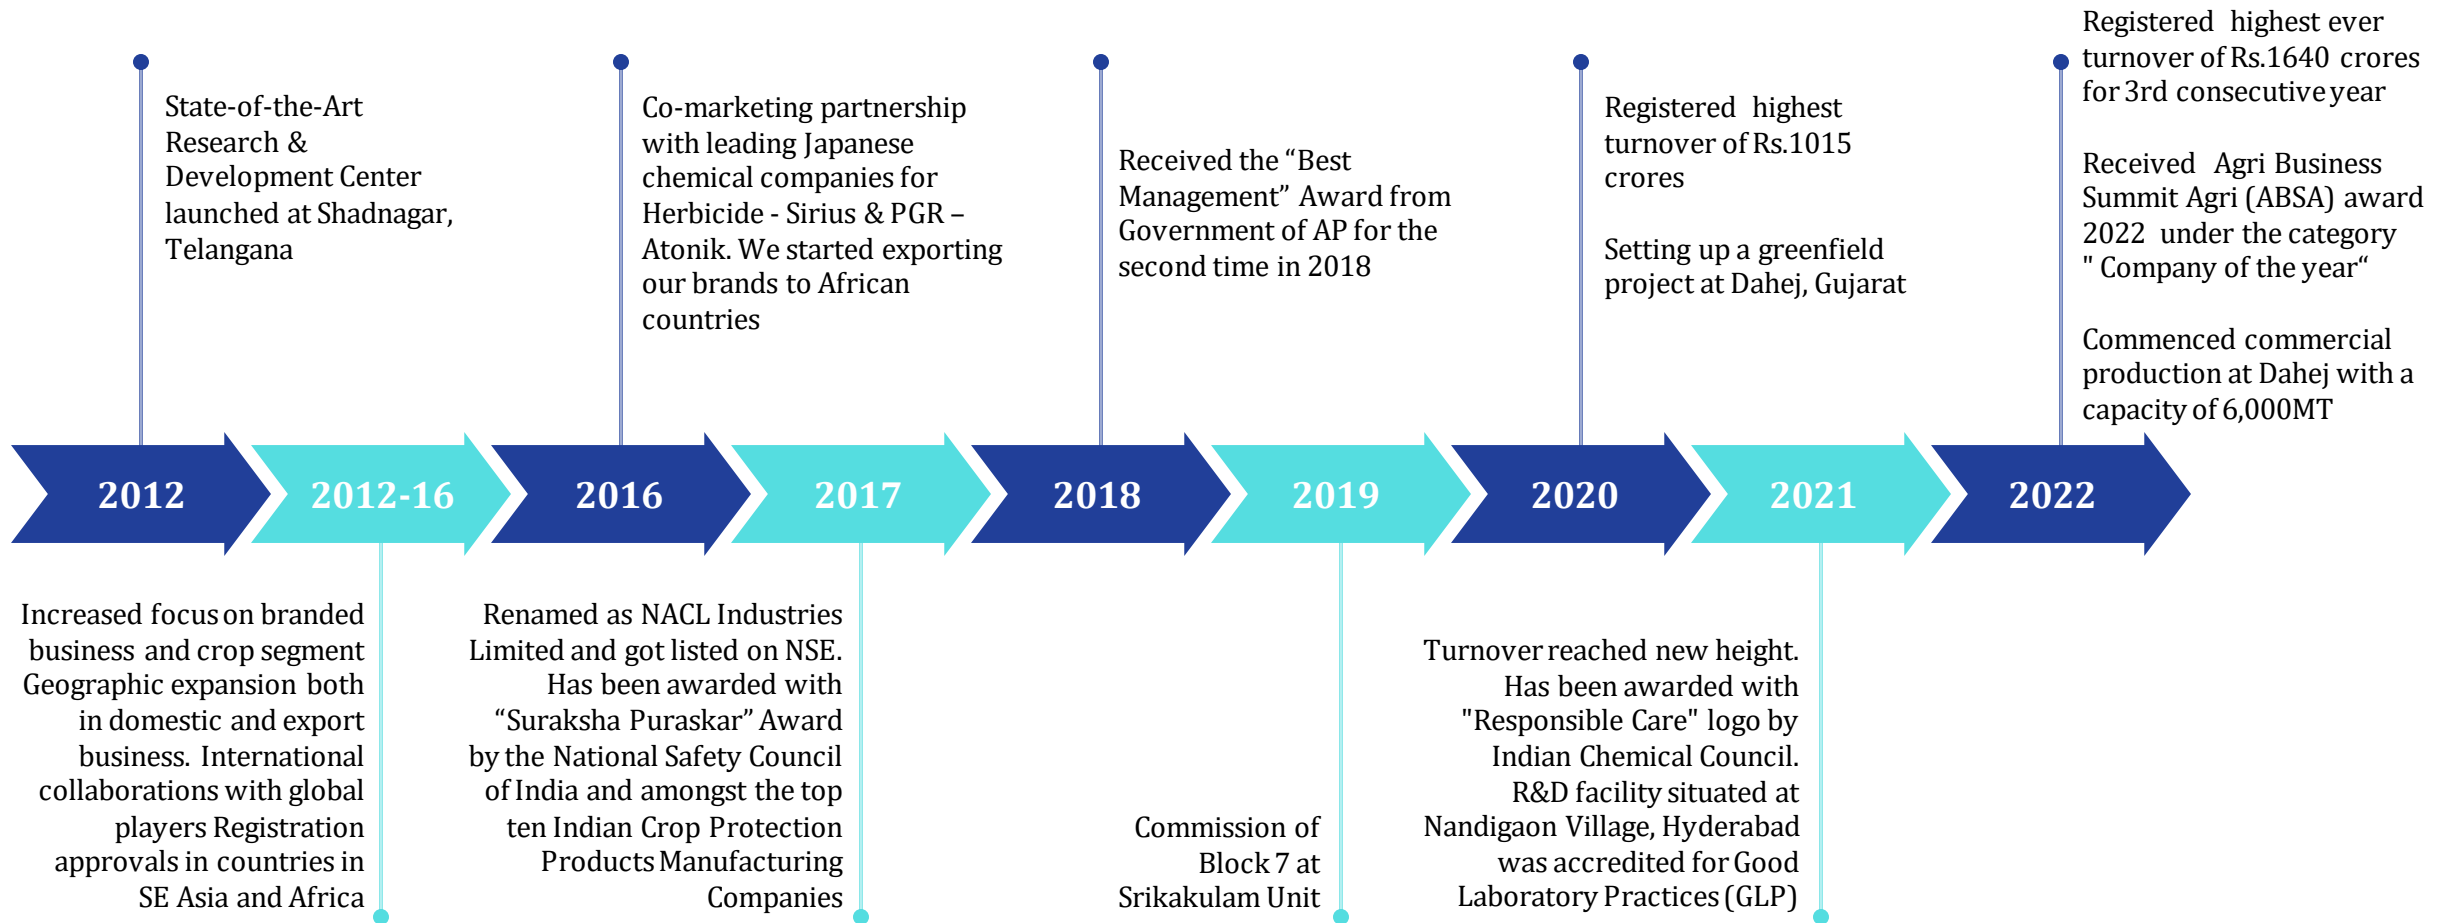 State-of-the-Art
Research &
Development Center
launched at Shadnagar,
Telangana
Co-marketing partnership
with leading Japanese
chemical companies for
Herbicide - Sirius & PGR –
Atonik. We started exporting
our brands to African
countries
Received the “Best
Management” Award from
Government of AP for the
second time in 2018
Registered highest
turnover of Rs.1015
crores
Setting up a greenfield
project at Dahej, Gujarat
Registered highest ever
turnover of Rs.1640 crores
for 3rd consecutive year
Received Agri Business
Summit Agri (ABSA) award
2022 under the category
" Company of the year“
Commenced commercial
production at Dahej with a
capacity of 6,000MT
2012
2012-16
2016
2017
2018
2019
2020
2021
2022
Increased focus on branded
business and crop segment
Geographic expansion both
in domestic and export
business. International
collaborations with global
players Registration
approvals in countries in
SE Asia and Africa
Renamed as NACL Industries
Limited and got listed on NSE.
Has been awarded with
“Suraksha Puraskar” Award
by the National Safety Council
of India and amongst the top
ten Indian Crop Protection
Products Manufacturing
Companies
Commission of
Block 7 at
Srikakulam Unit
Turnover reached new height.
Has been awarded with
"Responsible Care" logo by
Indian Chemical Council.
R&D facility situated at
Nandigaon Village, Hyderabad
was accredited for Good
Laboratory Practices (GLP)